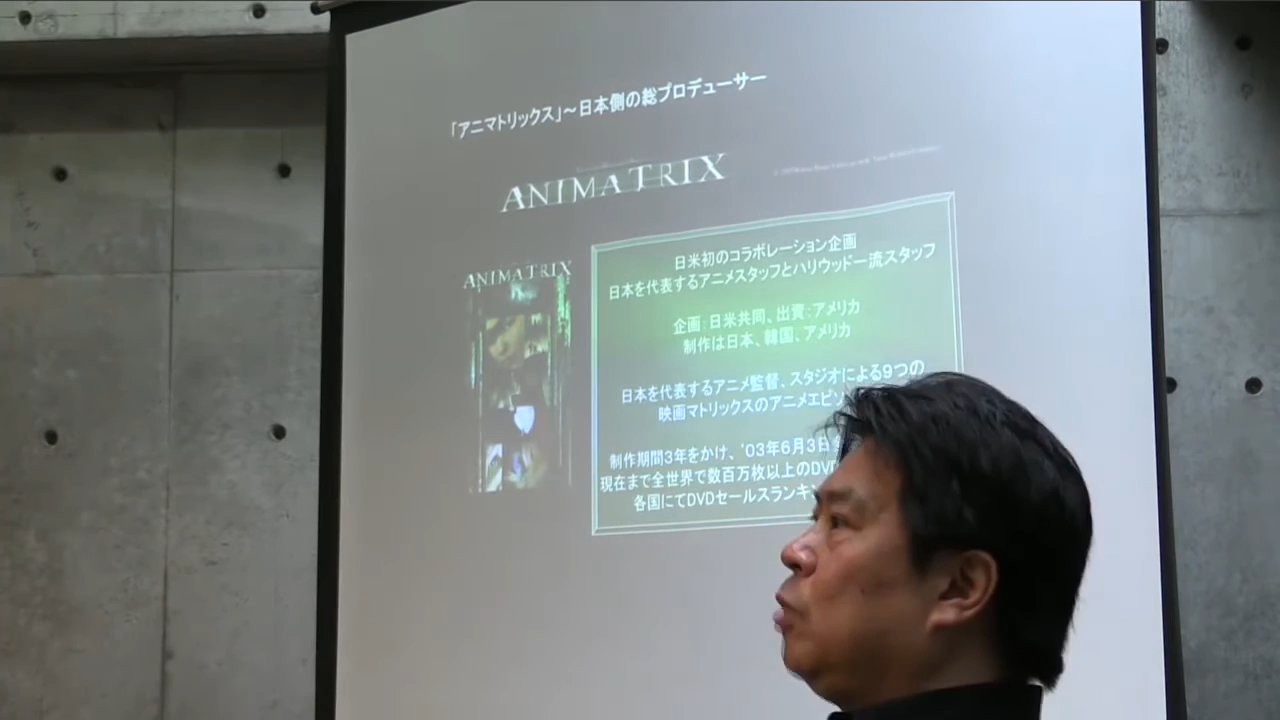 「アニマトリックス」～日本側の総プロデューサー
ANIMATRIX
ANIMATRIX
日米初のコラボレーション企画
日本を代表するアニメスタッフとハリウッド一流スタッフ
企画：日米共同、出資：アメリカ
制作は日本、韓国、アメリカ
日本を代表するアニメ監督、スタジオによる9つの
映画マトリックスのアニメエピソ
制作期間3年をかけ、'03年6月3日
現在まで全世界で数百万枚以上のDVD
各国にてDVDセールスランキン